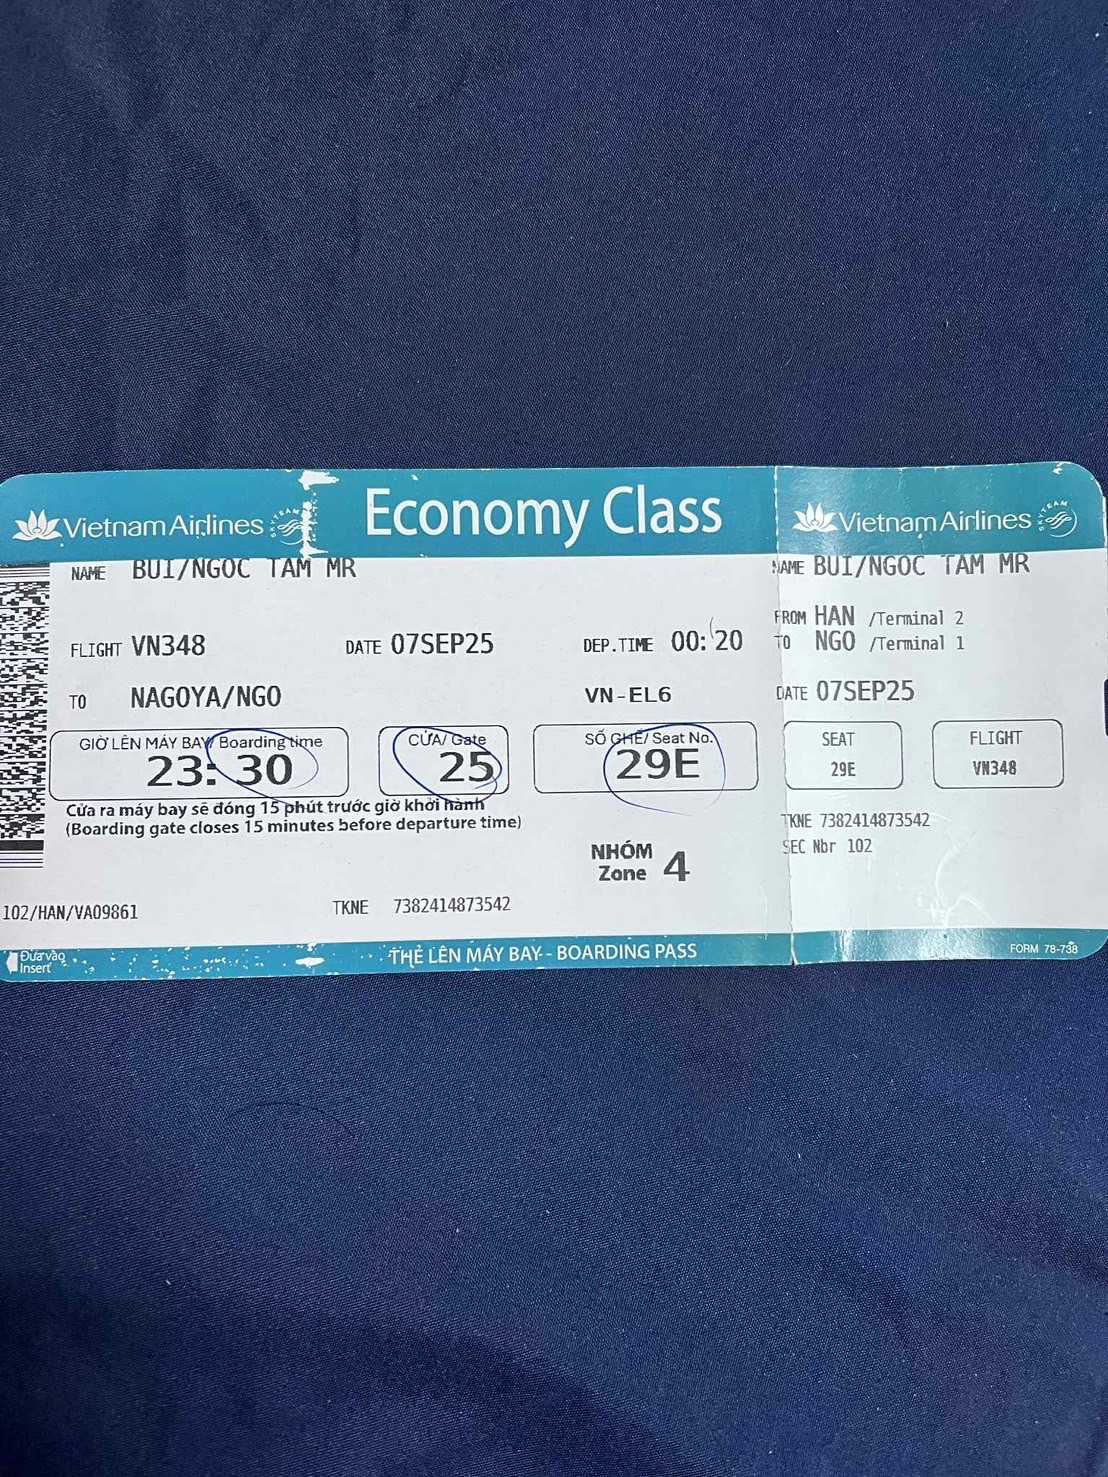 Vietnam Airlines SKYTEAM Economy Class
NAME BUI/NGOC TAM MR
FLIGHT VN348 DATE 07SEP25 DEP.TIME 00:20
TO NAGOYA/NGO VN-EL6
GIỜ LÊN MÁY BAY/ Boarding time
23:30
CỬA/ Gate
25
SỐ GHẾ/ Seat No.
29E
Cửa ra máy bay sẽ đóng 15 phút trước giờ khởi hành
(Boarding gate closes 15 minutes before departure time)
NHÓM
Zone 4
102/HAN/VA09861 TKNE 7382414873542
Đưa vào
Insert
THẺ LÊN MÁY BAY - BOARDING PASS
Vietnam Airlines SKYTEAM
NAME BUI/NGOC TAM MR
FROM HAN /Terminal 2
TO NGO /Terminal 1
DATE 07SEP25
SEAT
29E
FLIGHT
VN348
TKNE 7382414873542
SEC Nbr 102
FORM 78-738